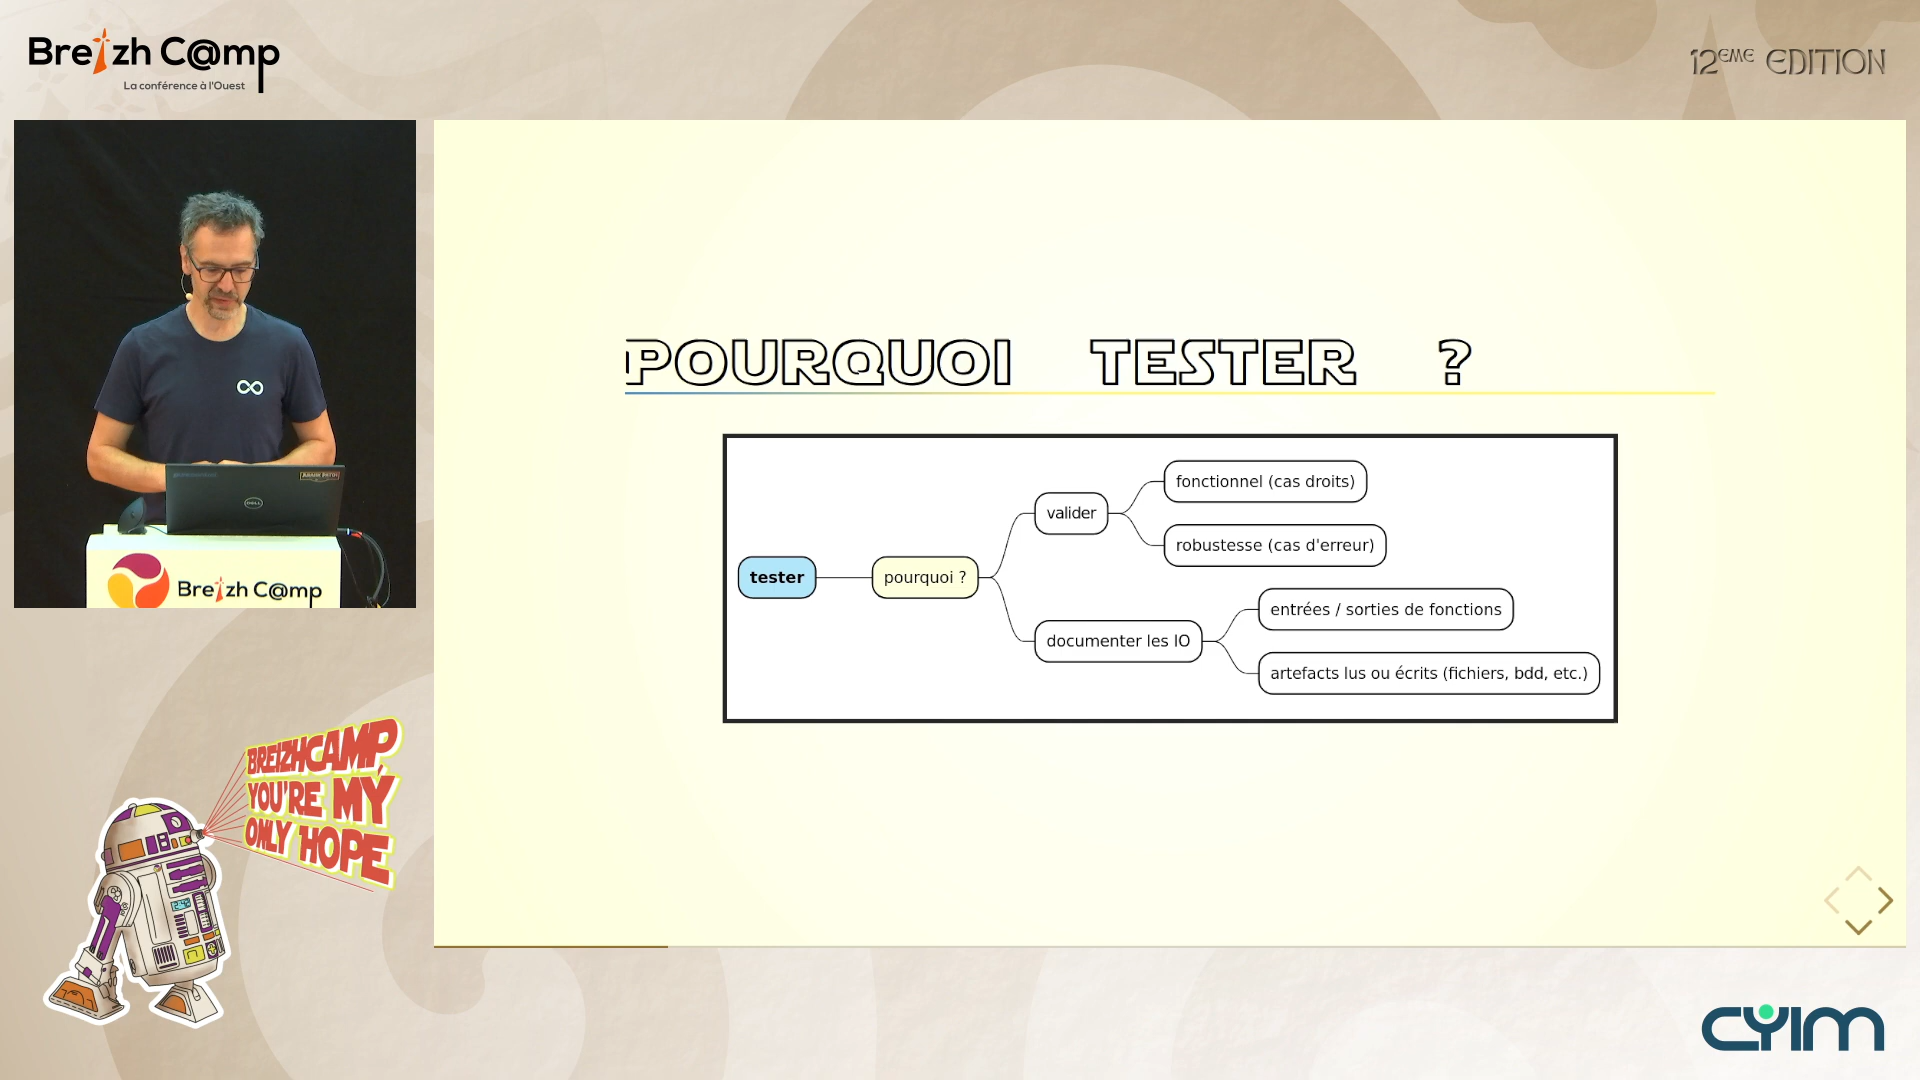 Breizh C@mp
La conférence à l'Ouest
12EME EDITION
POURQUOI TESTER ?
tester
pourquoi ?
valider
fonctionnel (cas droits)
robustesse (cas d'erreur)
documenter les IO
entrées / sorties de fonctions
artefacts lus ou écrits (fichiers, bdd, etc.)
DELL
Breizh C@mp
BREIZHCAMP,
YOU'RE MY
ONLY HOPE
CYIM